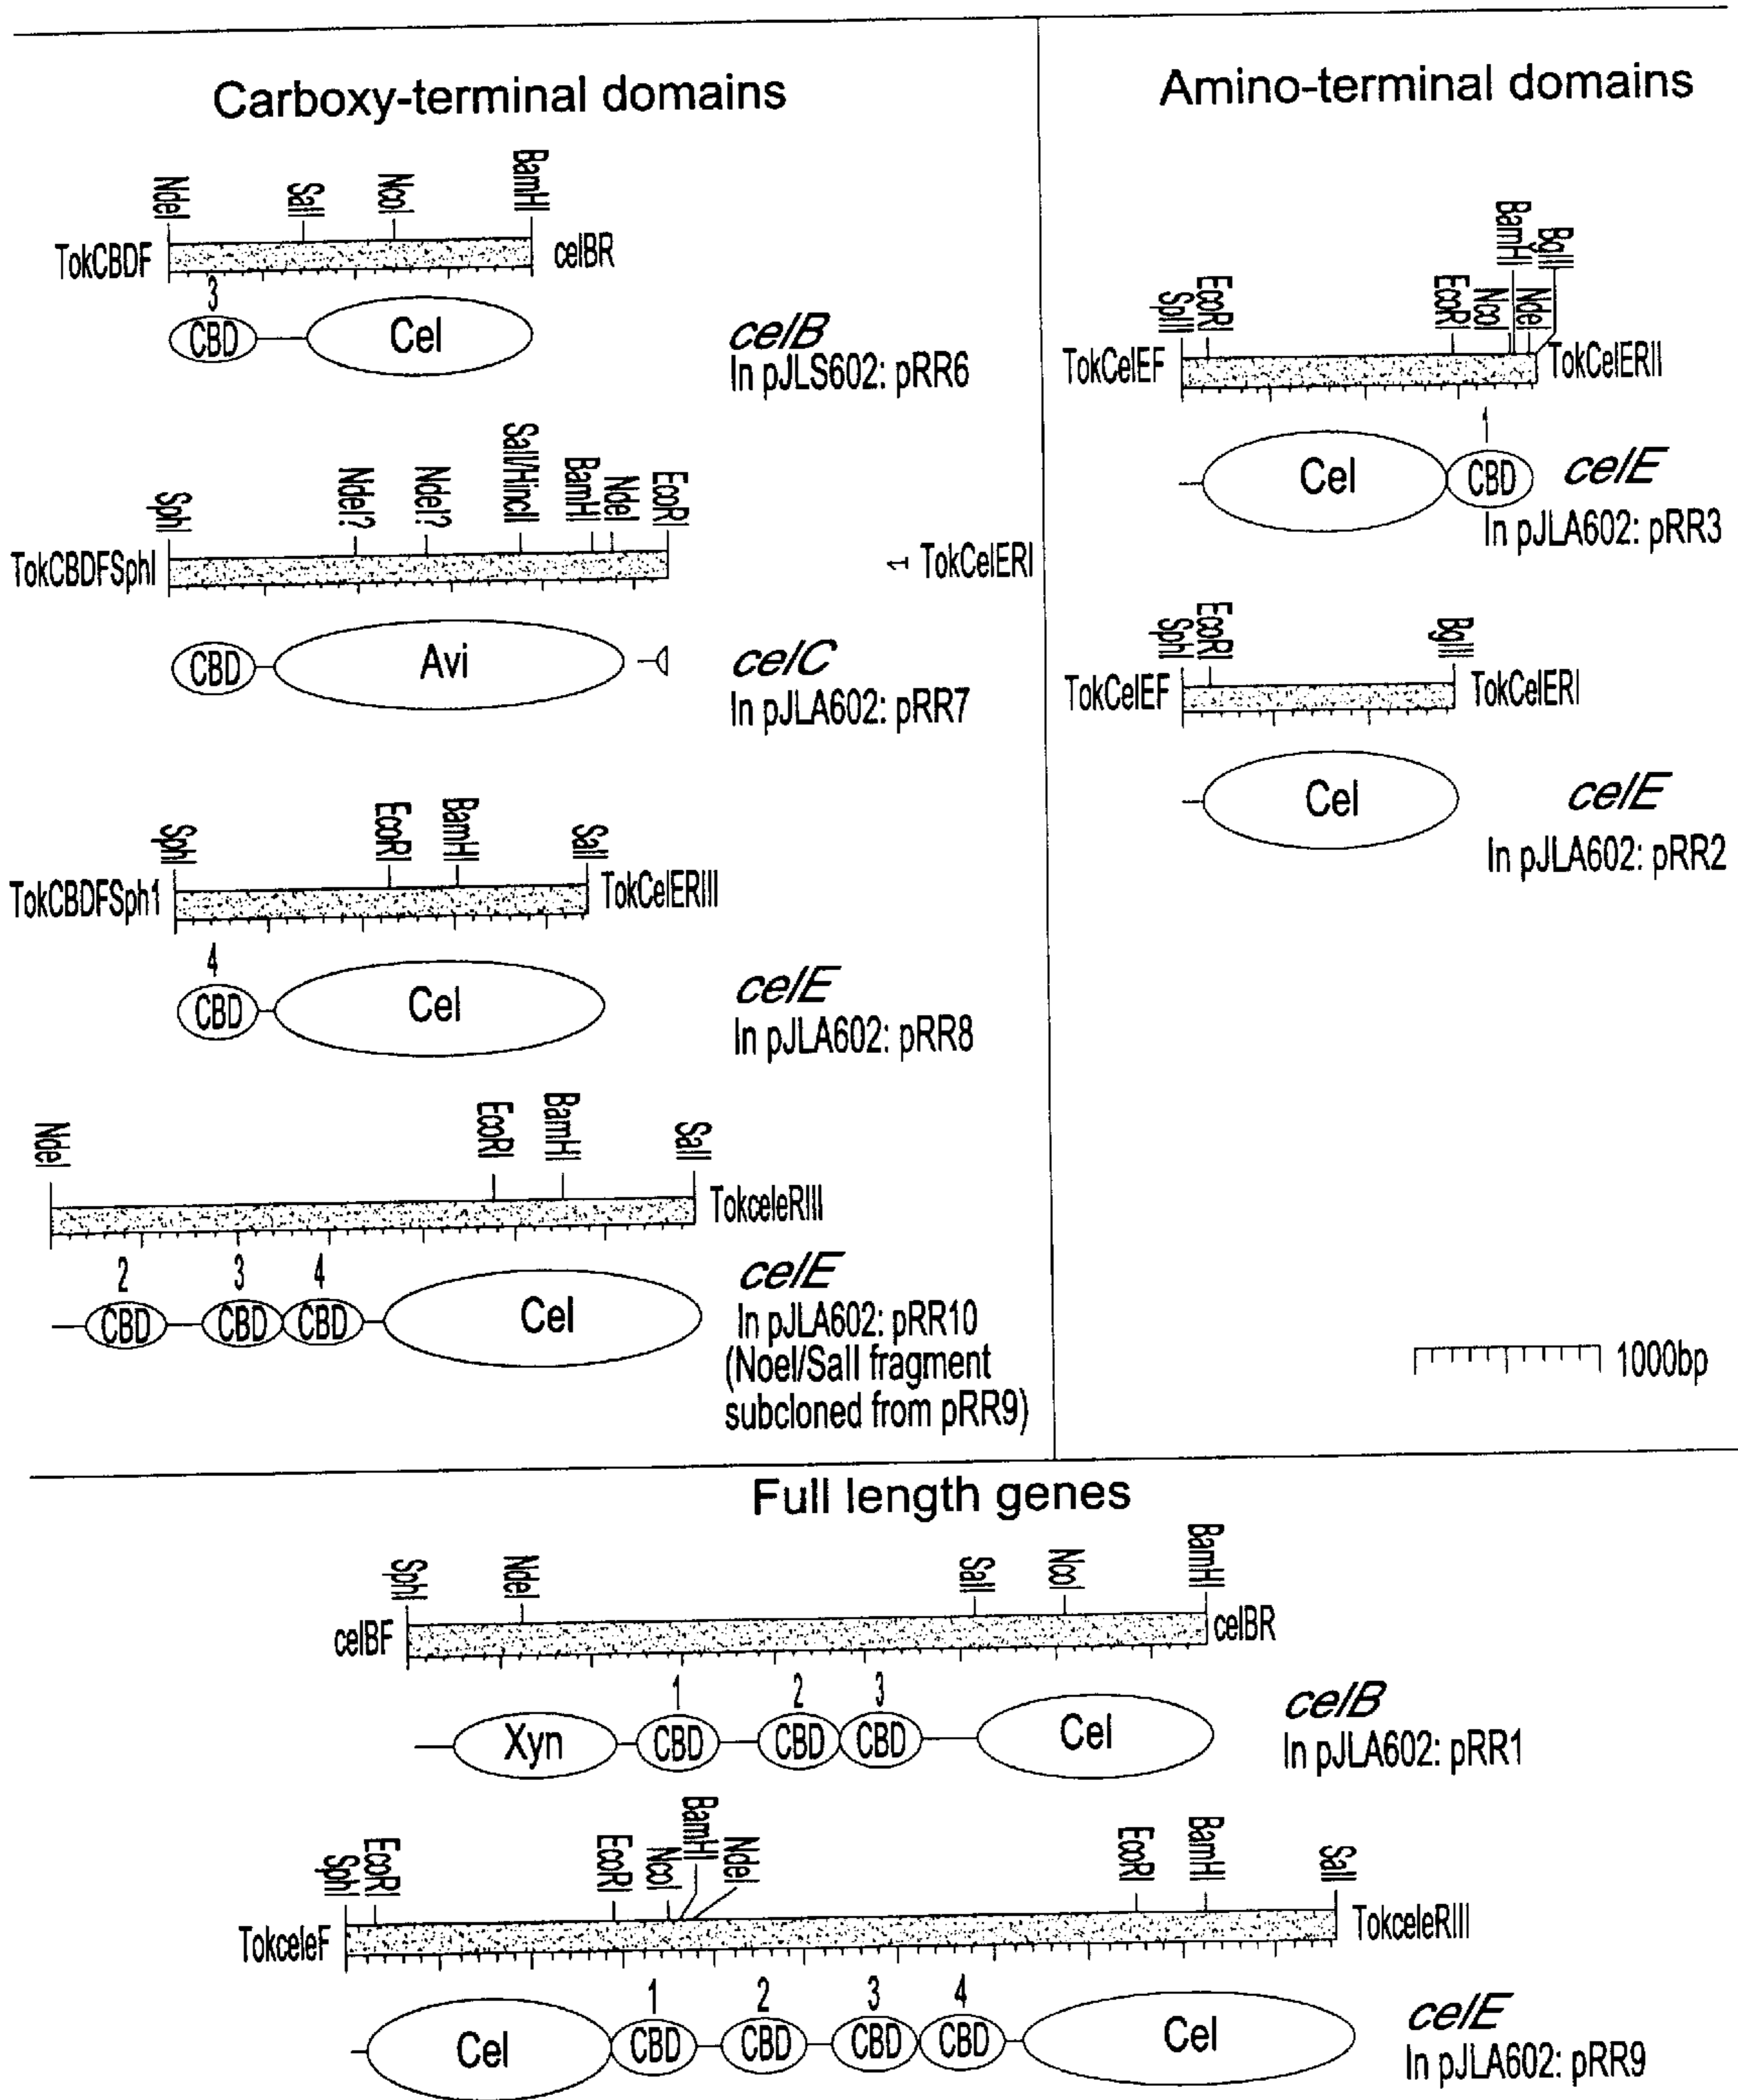 Carboxy-terminal domains
NdeI
SalI
NcoI
BamHI
TokCBDF
celBR
3
CBD
Cel
celB
In pJLS602: pRR6
SphI
NdeI?
NdeI?
SalI/HincII
BamHI
NdeI
EcoRI
TokCBDFSphI
1
TokCelERI
CBD
Avi
celC
In pJLA602: pRR7
SphI
EcoRI
BamHI
SalI
TokCBDFSph1
TokCelERIII
4
CBD
Cel
celE
In pJLA602: pRR8
NdeI
EcoRI
BamHI
SalI
TokceleRIII
2
3
4
CBD
CBD
CBD
Cel
celE
In pJLA602: pRR10
(NoeI/SalI fragment
subcloned from pRR9)
Amino-terminal domains
EcoRI
EcoRI
NcoI
BamHI
NdeI
BglII
TokCelEF
TokCelERII
1
Cel
CBD
celE
In pJLA602: pRR3
SphI
EcoRI
BglII
TokCelEF
TokCelERI
Cel
celE
In pJLA602: pRR2
1000bp
Full length genes
SphI
NdeI
SalI
NcoI
BamHI
celBF
celBR
1
2
3
Xyn
CBD
CBD
CBD
Cel
celB
In pJLA602: pRR1
SphI
EcoRI
EcoRI
NcoI
BamHI
NdeI
EcoRI
BamHI
SalI
TokceleF
TokceleRIII
1
2
3
4
Cel
CBD
CBD
CBD
CBD
Cel
celE
In pJLA602: pRR9